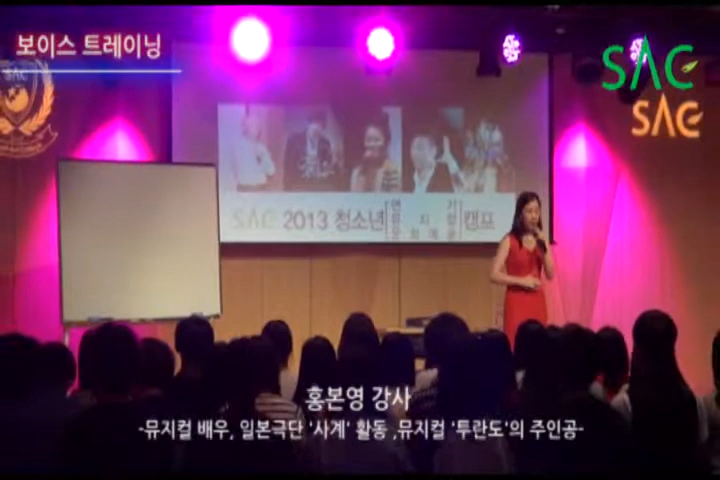 보이스 트레이닝
SAC
SAC
SAC
SAC 2013 청소년 캠프
홍본영 강사
-뮤지컬 배우, 일본극단 '사계' 활동 ,뮤지컬 '투란도'의 주인공-